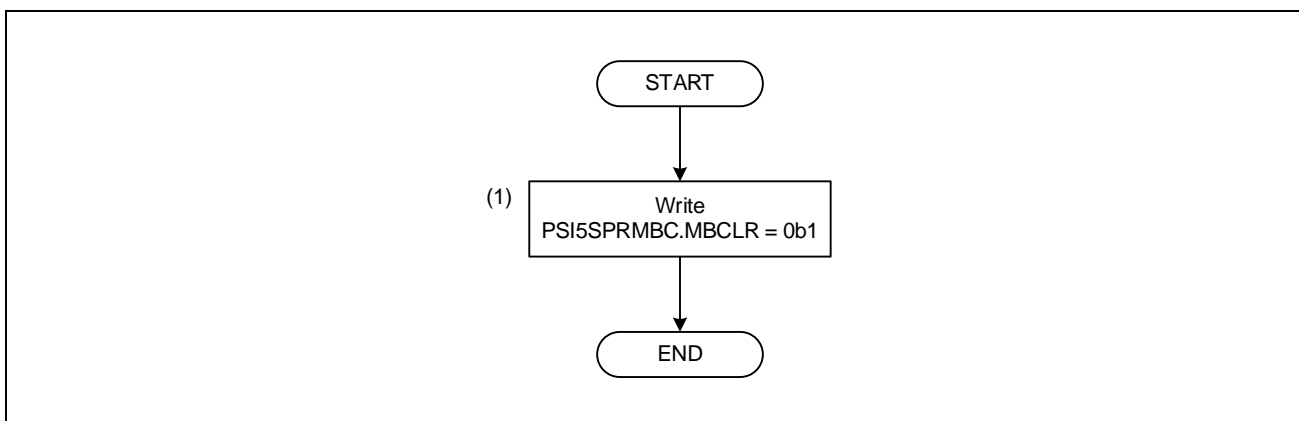 START
(1)
Write
PSI5SPRMBC.MBCLR = 0b1
END